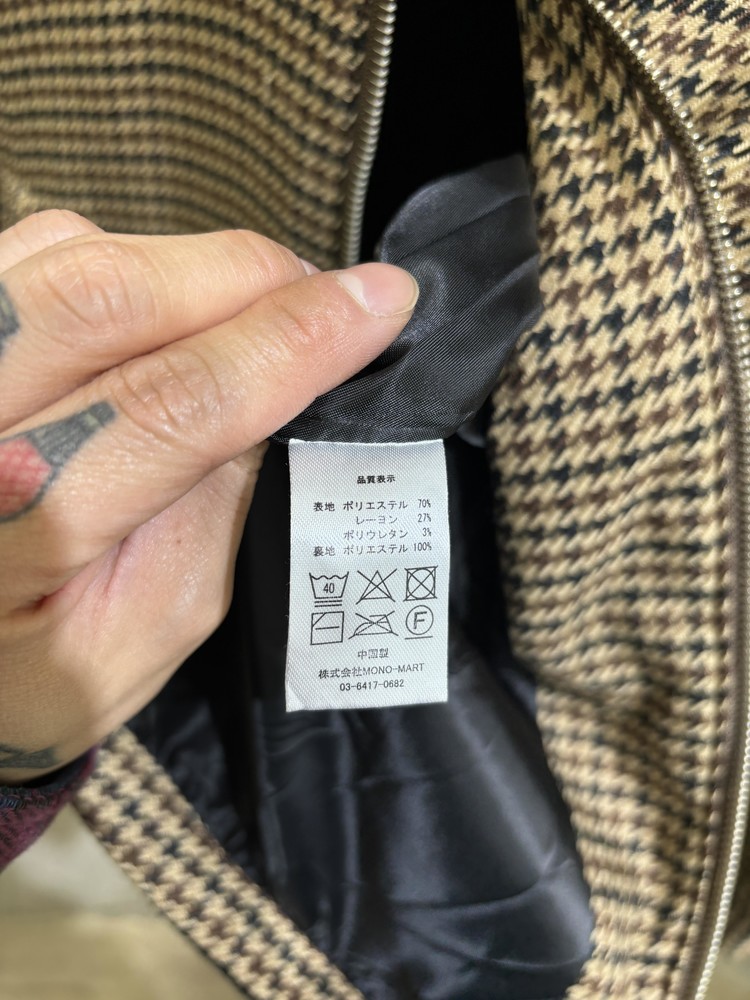 品質表示
表地 ポリエステル 70%
レーヨン 27%
ポリウレタン 3%
裏地 ポリエステル 100%
40
F
中国製
株式会社MONO-MART
03-6417-0682